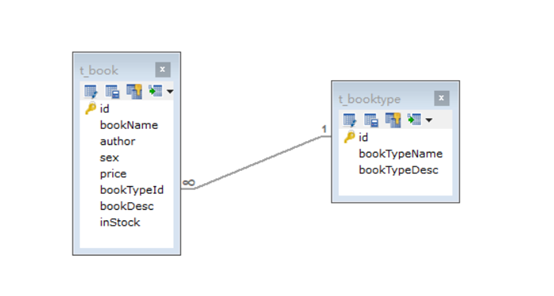 t_book
id
bookName
author
sex
price
bookTypeId
bookDesc
inStock
∞
1
t_booktype
id
bookTypeName
bookTypeDesc